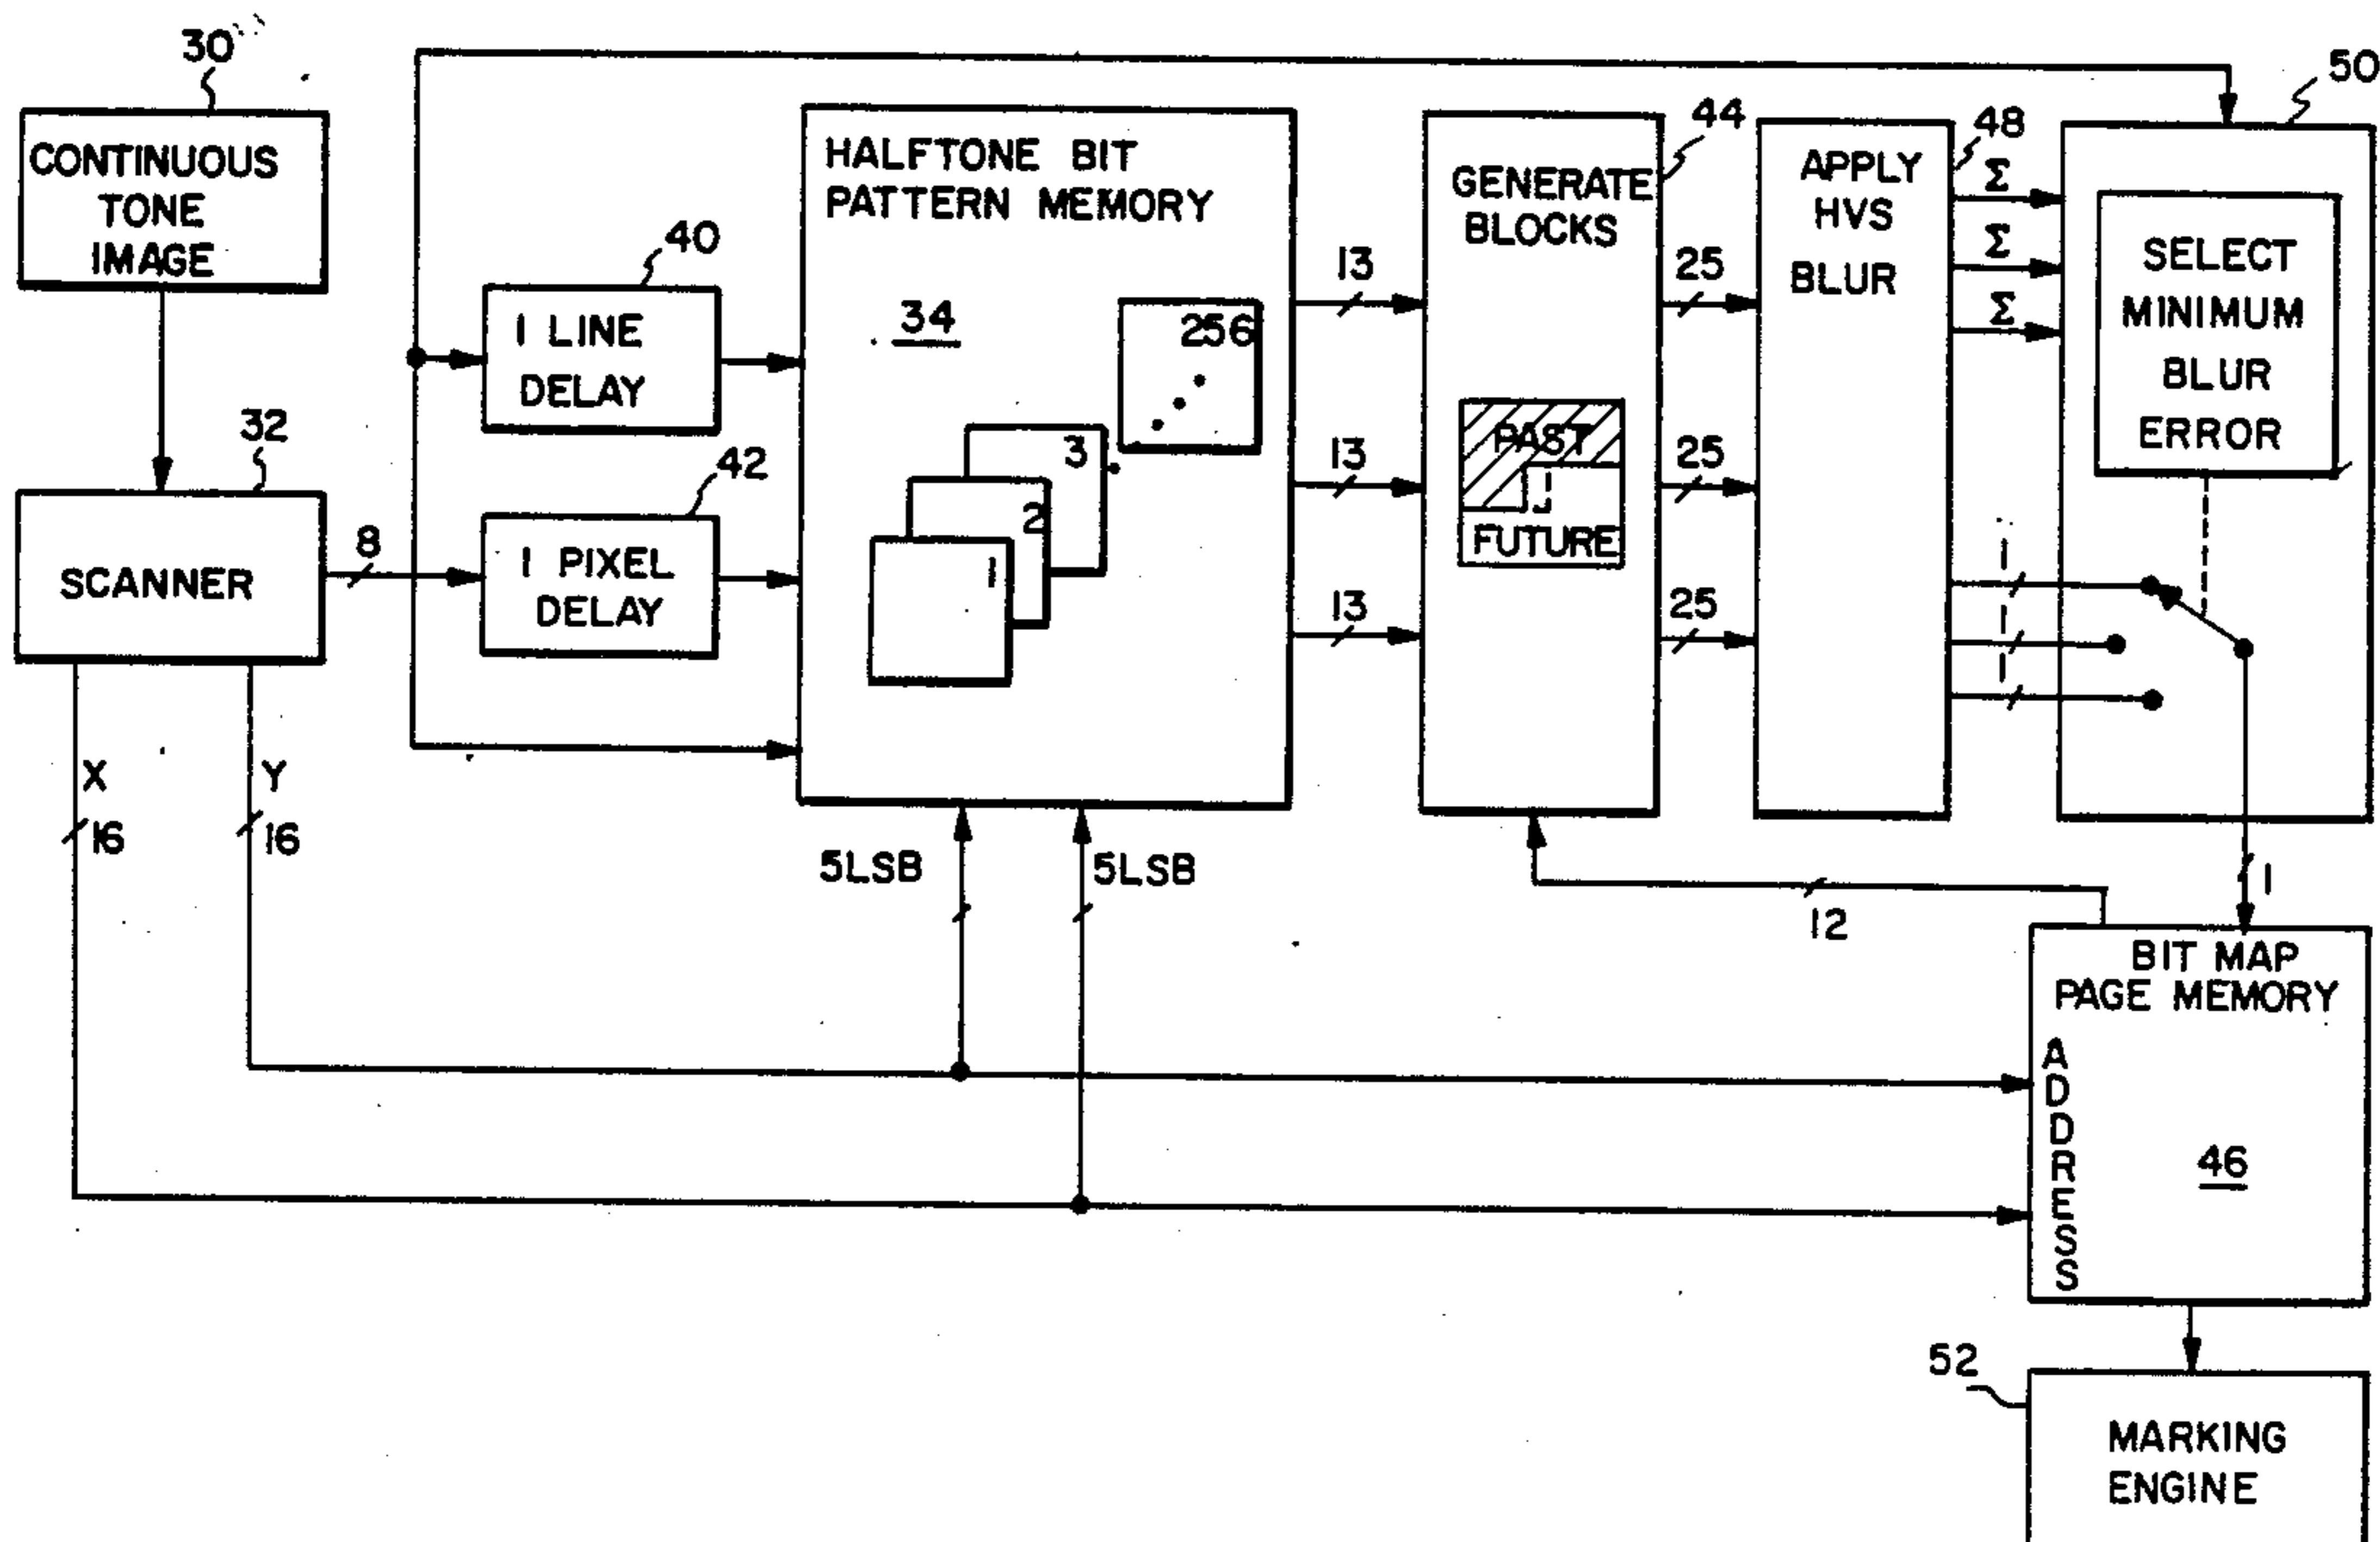 30
CONTINUOUS
TONE
IMAGE
32
SCANNER
8
X
16
Y
16
40
1 LINE
DELAY
42
1 PIXEL
DELAY
HALFTONE BIT
PATTERN MEMORY
34
256
3
2
1
5LSB
5LSB
13
13
13
44
GENERATE
BLOCKS
PAST
FUTURE
25
25
25
48
APPLY
HVS
BLUR
Σ
Σ
Σ
1
1
1
50
SELECT
MINIMUM
BLUR
ERROR
12
1
BIT MAP
PAGE MEMORY
ADDRESS
46
52
MARKING
ENGINE